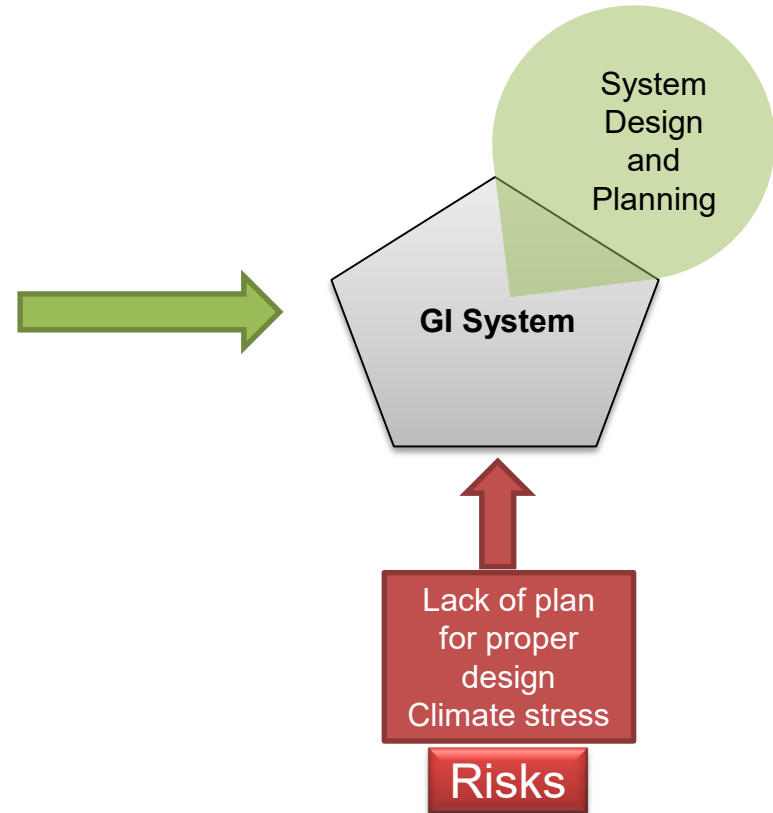 System
Design
and
Planning
GI System
Lack of plan
for proper
design
Climate stress
Risks